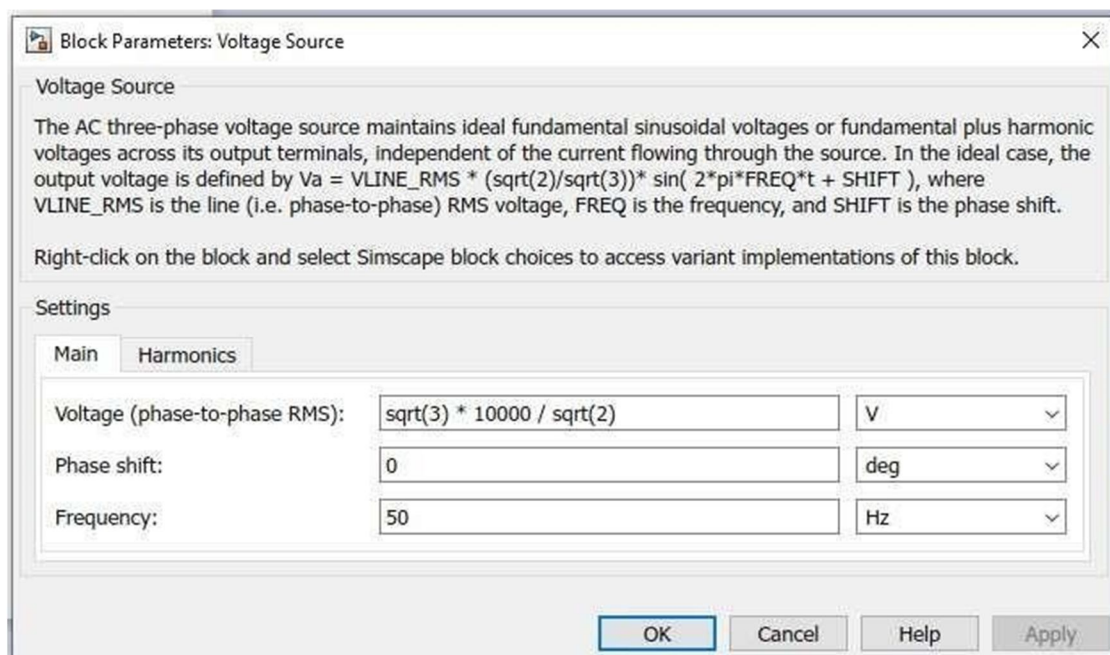 Block Parameters: Voltage Source
Voltage Source
The AC three-phase voltage source maintains ideal fundamental sinusoidal voltages or fundamental plus harmonic
voltages across its output terminals, independent of the current flowing through the source. In the ideal case, the
output voltage is defined by Va = VLINE_RMS * (sqrt(2)/sqrt(3))* sin( 2*pi*FREQ*t + SHIFT ), where
VLINE_RMS is the line (i.e. phase-to-phase) RMS voltage, FREQ is the frequency, and SHIFT is the phase shift.
Right-click on the block and select Simscape block choices to access variant implementations of this block.
Settings
Main Harmonics
Voltage (phase-to-phase RMS): sqrt(3) * 10000 / sqrt(2) V
Phase shift: 0 deg
Frequency: 50 Hz
OK Cancel Help Apply